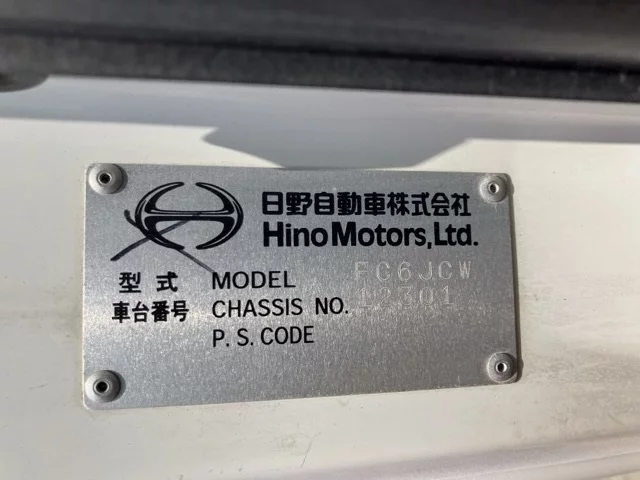 日野自動車株式会社
Hino Motors, Ltd.
型式 MODEL FC6JCW
車台番号 CHASSIS NO. 12301
P. S. CODE